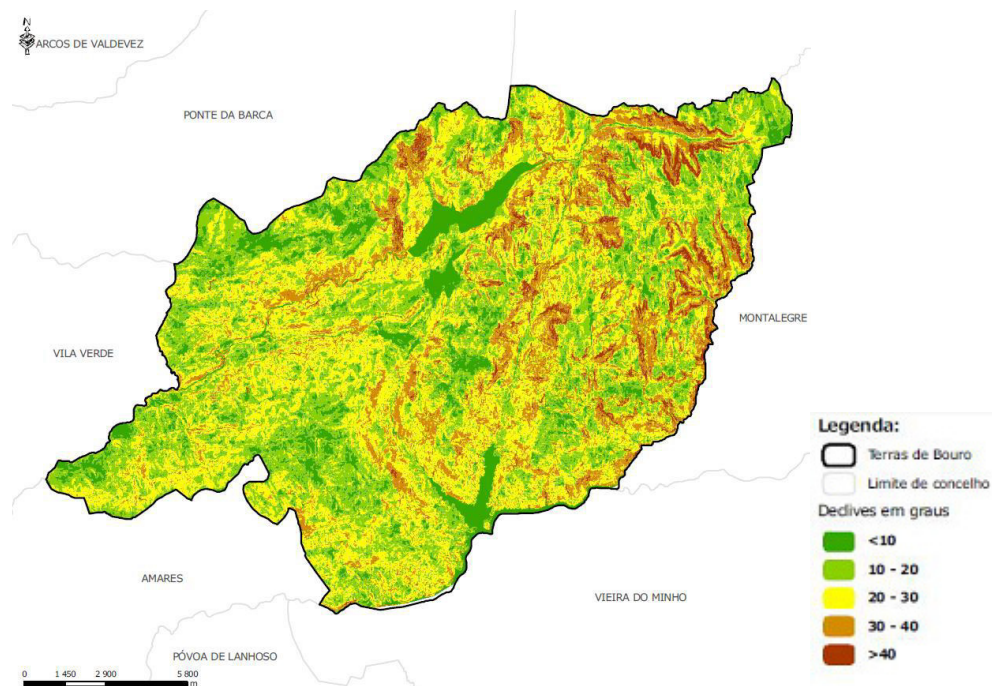 N
ARCOS DE VALDEVEZ
PONTE DA BARCA
MONTALEGRE
VILA VERDE
Legenda:
Terras de Bouro
Limite de concelho
Declives em graus
<10
10 - 20
20 - 30
30 - 40
>40
AMARES
VIEIRA DO MINHO
PÓVOA DE LANHOSO
0 1 450 2 900 5 800
m